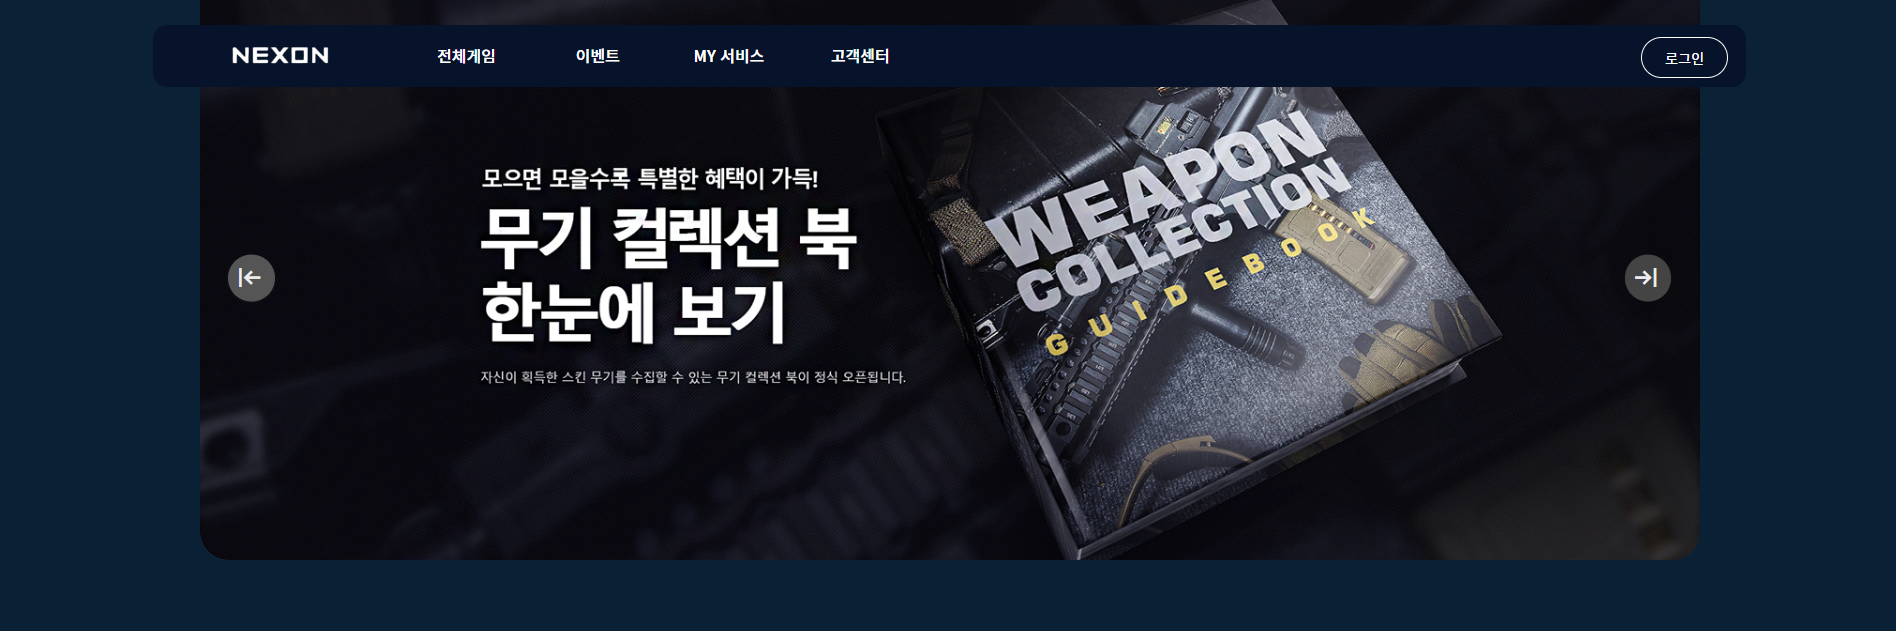 NEXON 전체게임 이벤트 MY 서비스 고객센터 로그인
모으면 모을수록 특별한 혜택이 가득!
무기 컬렉션 북
한눈에 보기
자신이 획득한 스킨 무기를 수집할 수 있는 무기 컬렉션 북이 정식 오픈됩니다.
WEAPON
COLLECTION
GUIDEBOOK